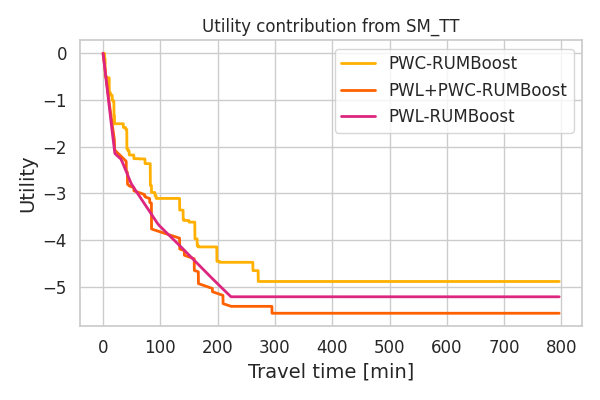 Utility contribution from SM_TT
PWC-RUMBoost
PWL+PWC-RUMBoost
PWL-RUMBoost
Utility
0
−1
−2
−3
−4
−5
0 100 200 300 400 500 600 700 800
Travel time [min]